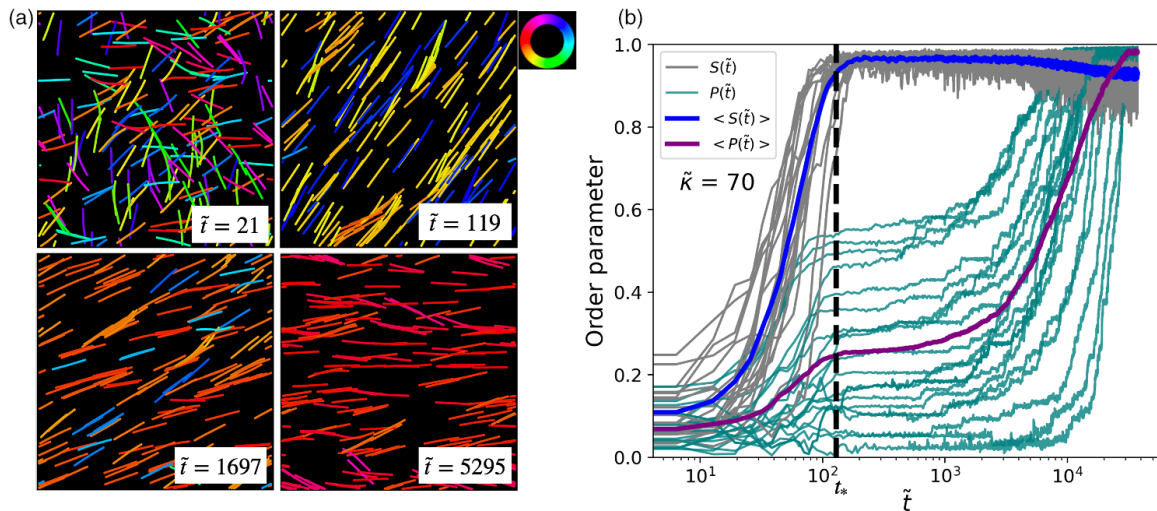 (a)
t̃ = 21
t̃ = 119
t̃ = 1697
t̃ = 5295
(b)
Order parameter
1.0
0.8
0.6
0.4
0.2
0.0
S(t̃)
P(t̃)
< S(t̃) >
< P(t̃) >
κ̃ = 70
10¹
10²
10³
10⁴
t*
t̃